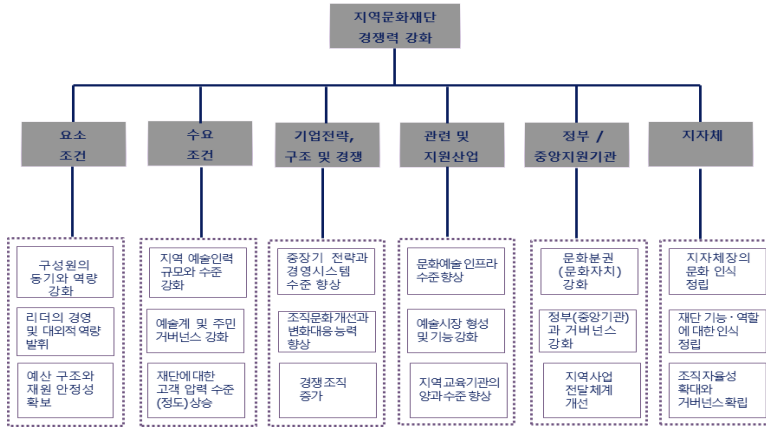 지역문화재단
경쟁력 강화
요소
조건
수요
조건
기업전략,
구조 및 경쟁
관련 및
지원산업
정부 /
중앙지원기관
지자체
구성원의
동기와 역량
강화
리더의 경영
및 대외적 역량
발휘
예산 구조와
재원 안정성
확보
지역 예술인력
규모와 수준
강화
예술계 및 주민
거버넌스 강화
재단에 대한
고객 압력 수준
(정도) 상승
중장기 전략과
경영시스템
수준 향상
조직문화 개선과
변화대응 능력
향상
경쟁 조직
증가
문화예술 인프라
수준 향상
예술시장 형성
및 기능 강화
지역 교육기관의
양과 수준 향상
문화분권
(문화자치)
강화
정부(중앙기관)
과 거버넌스
강화
지역사업
전달체계
개선
지자체장의
문화 인식
정립
재단 기능·역할
에 대한 인식
정립
조직 자율성
확대와
거버넌스 확립